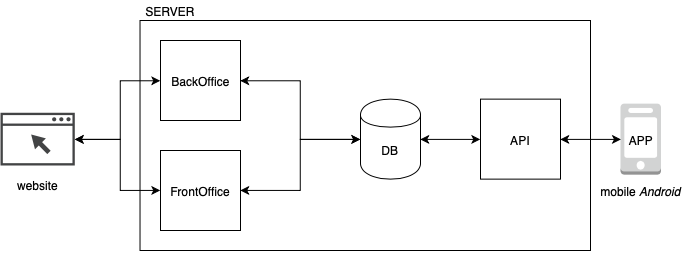 SERVER
BackOffice
website
FrontOffice
DB
API
APP
mobile Android